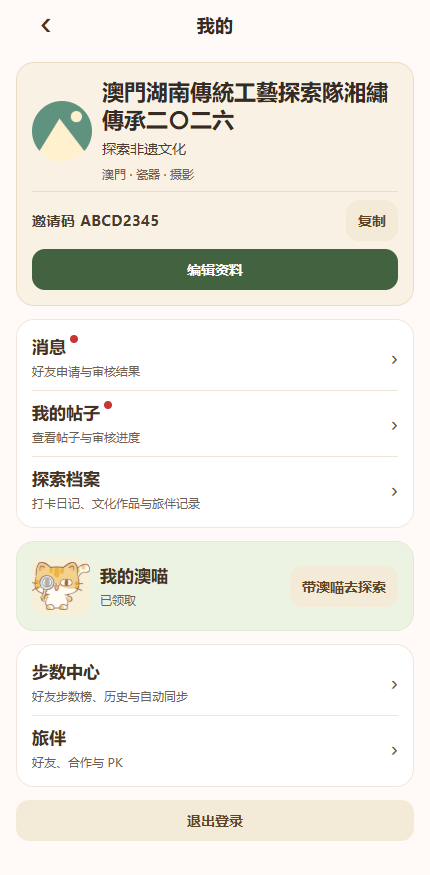 我的
澳門湖南傳統工藝探索隊湘繡
傳承二〇二六
探索非遗文化
澳門 · 瓷器 · 摄影
邀请码 ABCD2345
复制
编辑资料
消息
好友申请与审核结果
我的帖子
查看帖子与审核进度
探索档案
打卡日记、文化作品与旅伴记录
我的澳喵
已领取
带澳喵去探索
步数中心
好友步数榜、历史与自动同步
旅伴
好友、合作与 PK
退出登录